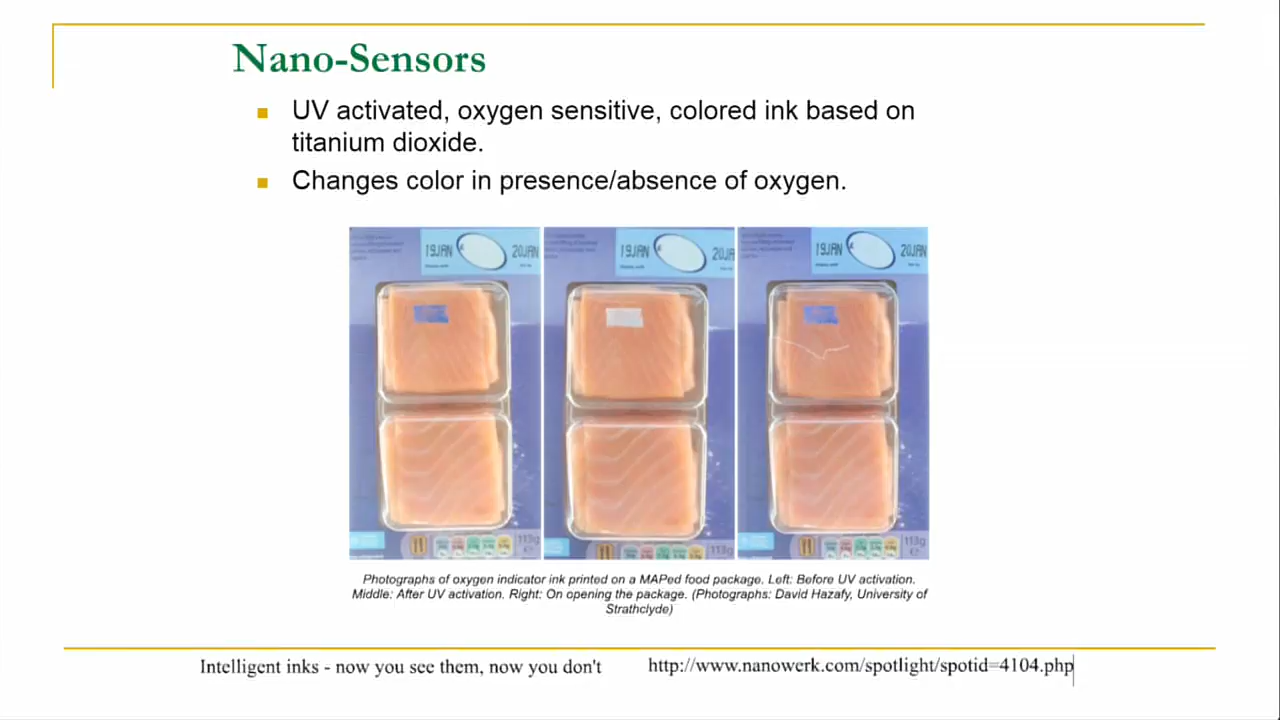 Nano-Sensors
UV activated, oxygen sensitive, colored ink based on
titanium dioxide.
Changes color in presence/absence of oxygen.
19JAN 20JAN 19JAN 20JAN 19JAN 20JAN
113g 113g 113g
Photographs of oxygen indicator ink printed on a MAPed food package. Left: Before UV activation.
Middle: After UV activation. Right: On opening the package. (Photographs: David Hazafy, University of
Strathclyde)
Intelligent inks - now you see them, now you don't http://www.nanowerk.com/spotlight/spotid=4104.php